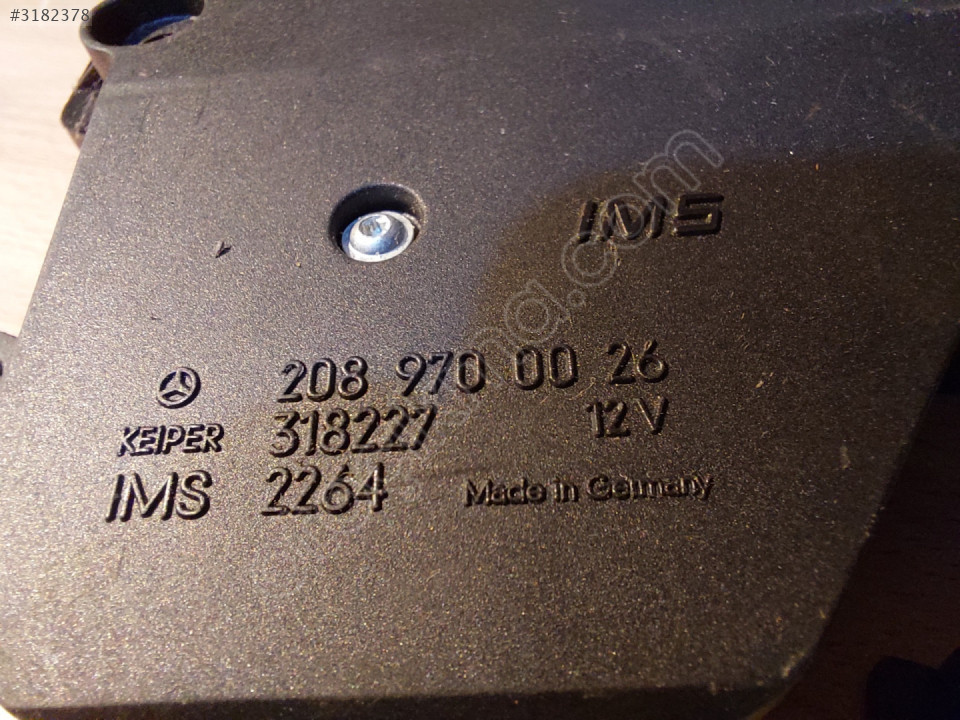 #3182378
IMS
208 970 00 26
KEIPER 318227 12V
IMS 2264 Made in Germany